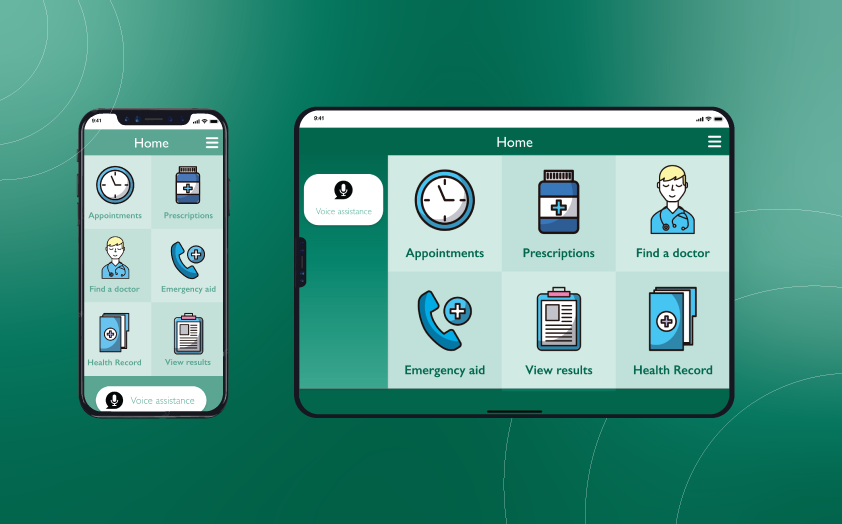 9:41
Home
Appointments
Prescriptions
Find a doctor
Emergency aid
Health Record
View results
Voice assistance
9:41
Home
Voice assistance
Appointments
Prescriptions
Find a doctor
Emergency aid
View results
Health Record